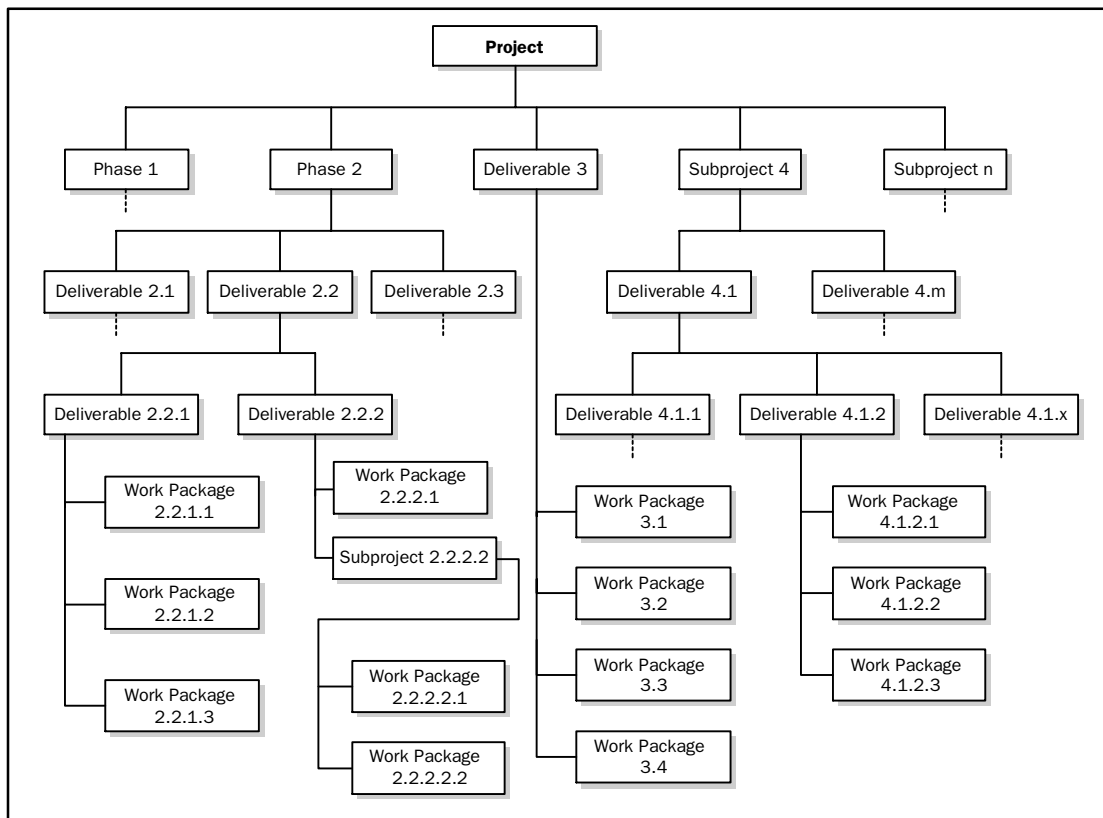 Project
Phase 1
Phase 2
Deliverable 3
Subproject 4
Subproject n
Deliverable 2.1
Deliverable 2.2
Deliverable 2.3
Deliverable 4.1
Deliverable 4.m
Deliverable 2.2.1
Deliverable 2.2.2
Deliverable 4.1.1
Deliverable 4.1.2
Deliverable 4.1.x
Work Package
2.2.1.1
Work Package
2.2.1.2
Work Package
2.2.1.3
Work Package
2.2.2.1
Subproject 2.2.2.2
Work Package
2.2.2.2.1
Work Package
2.2.2.2.2
Work Package
3.1
Work Package
3.2
Work Package
3.3
Work Package
3.4
Work Package
4.1.2.1
Work Package
4.1.2.2
Work Package
4.1.2.3